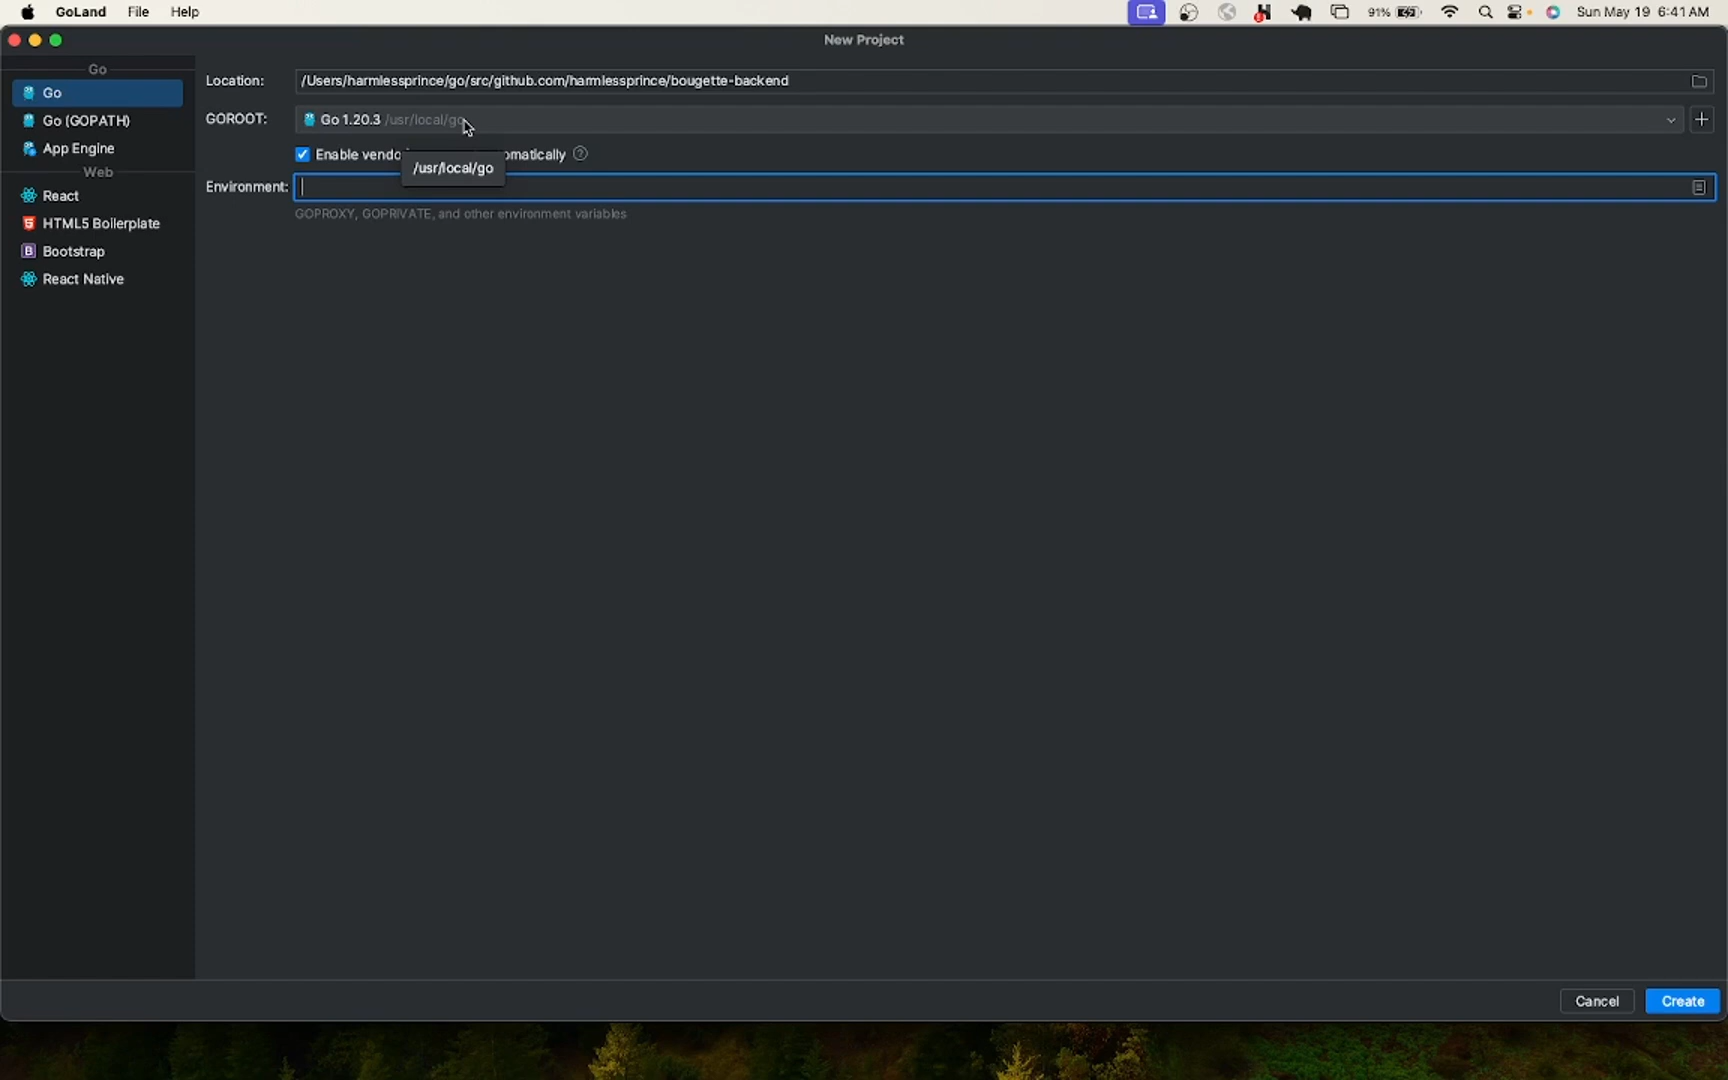 GoLand File Help 91% Sun May 19 6:41 AM
New Project
Go
Go
Go (GOPATH)
App Engine
Web
React
HTML5 Boilerplate
Bootstrap
React Native
Location: /Users/harmlessprince/go/src/github.com/harmlessprince/bougette-backend
GOROOT: Go 1.20.3 /usr/local/go
Enable
/usr/local/go
Environment:
GOPROXY, GOPRIVATE, and other environment variables
Cancel Create